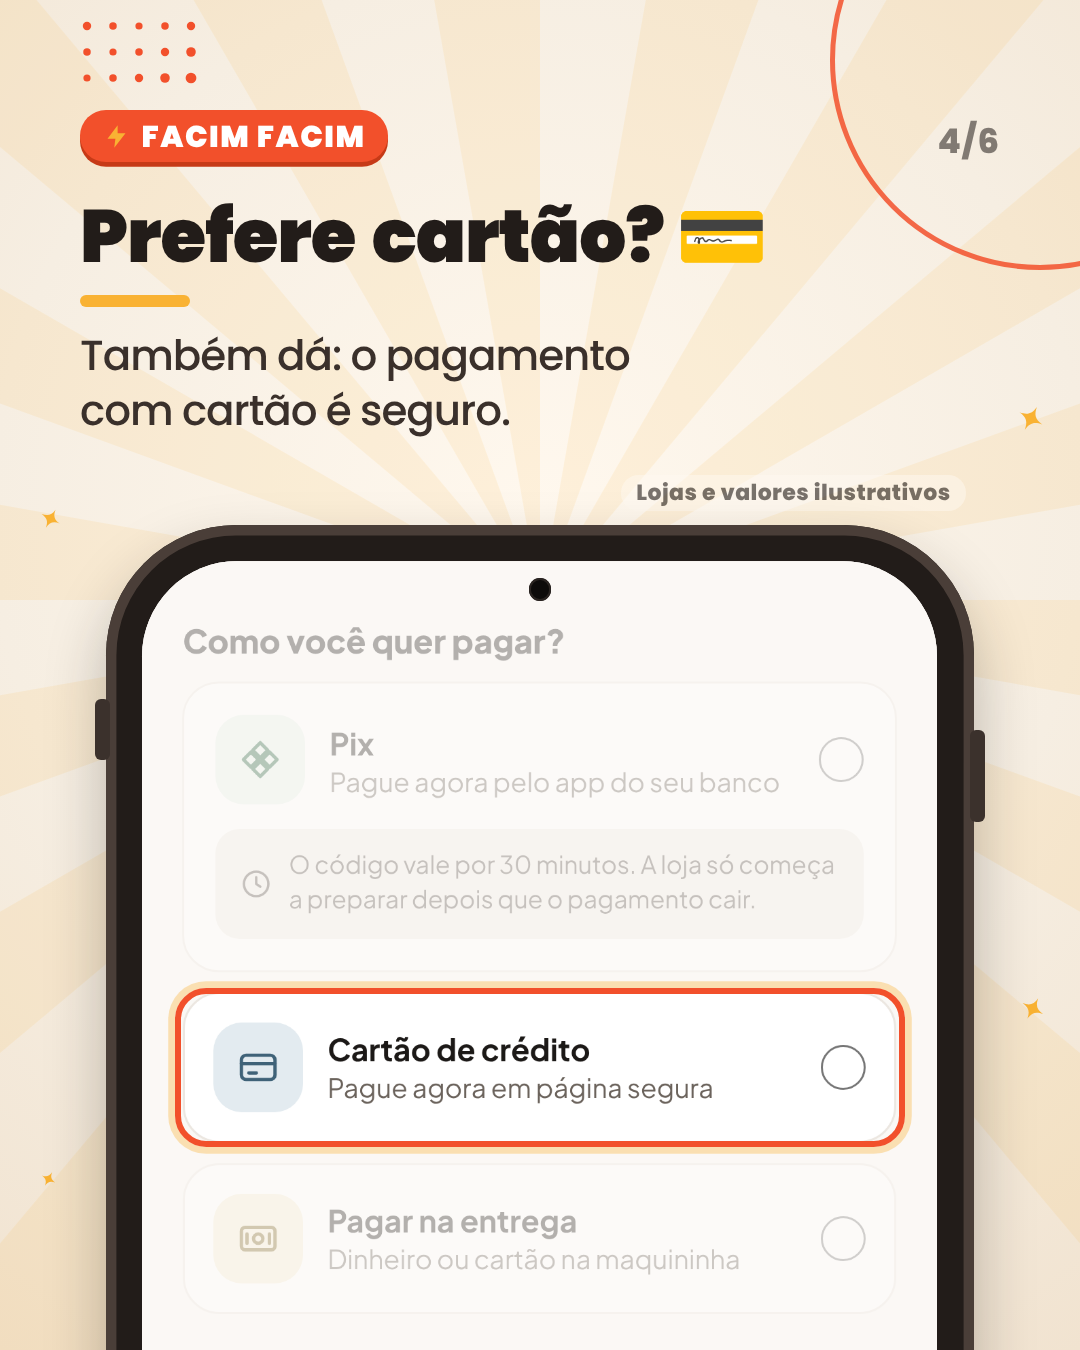 FACIM FACIM
4/6
Prefere cartão?
Também dá: o pagamento
com cartão é seguro.
Lojas e valores ilustrativos
Como você quer pagar?
Pix
Pague agora pelo app do seu banco
O código vale por 30 minutos. A loja só começa
a preparar depois que o pagamento cair.
Cartão de crédito
Pague agora em página segura
Pagar na entrega
Dinheiro ou cartão na maquininha